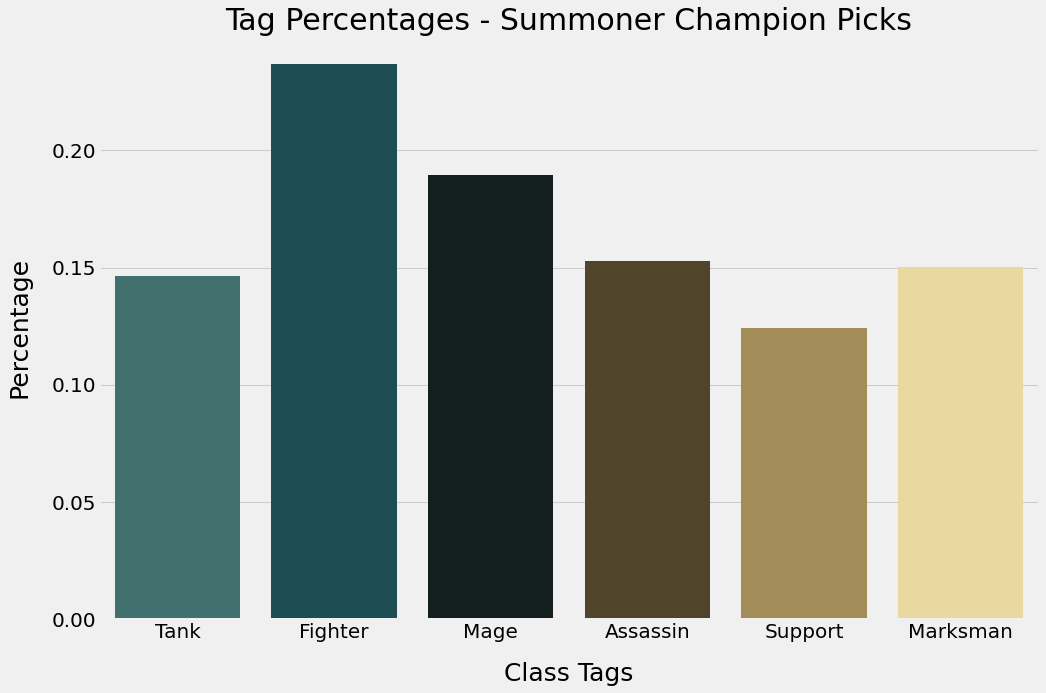 Tag Percentages - Summoner Champion Picks
Percentage
0.20
0.15
0.10
0.05
0.00
Tank Fighter Mage Assassin Support Marksman
Class Tags